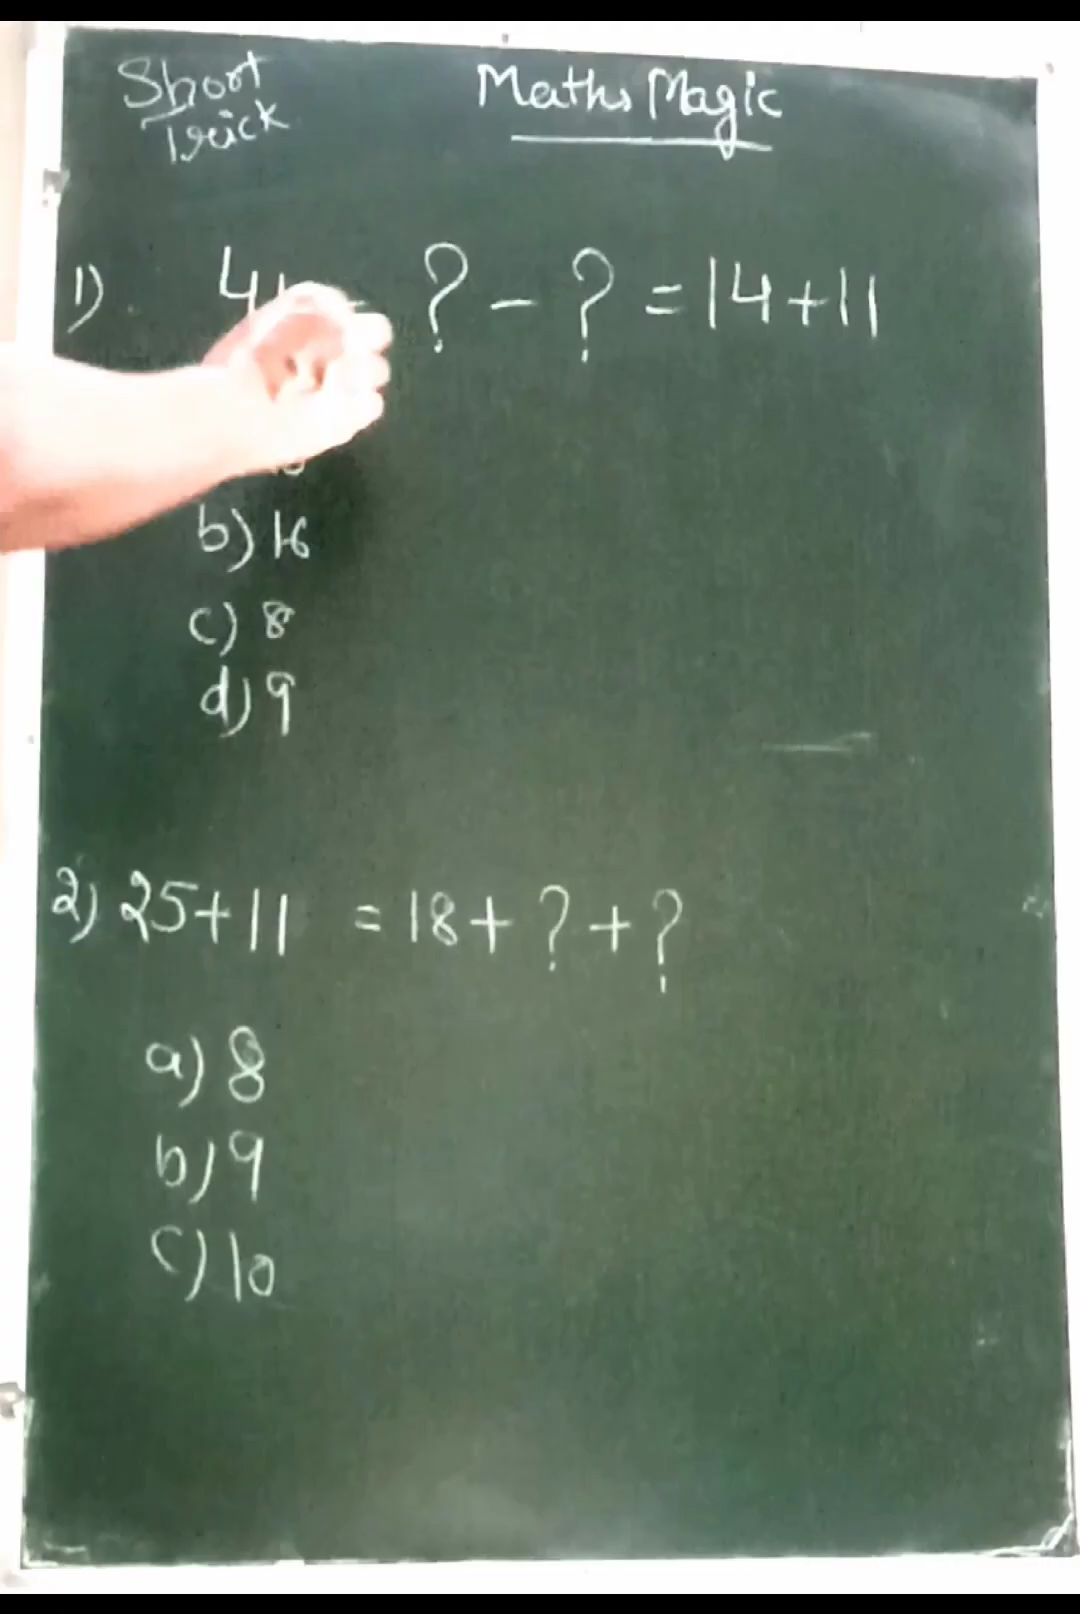 Short
Trick
Maths Magic
1) 4 - ? - ? = 14 + 11
b) 16
c) 8
d) 9
2) 25 + 11 = 18 + ? + ?
a) 8
b) 9
c) 10